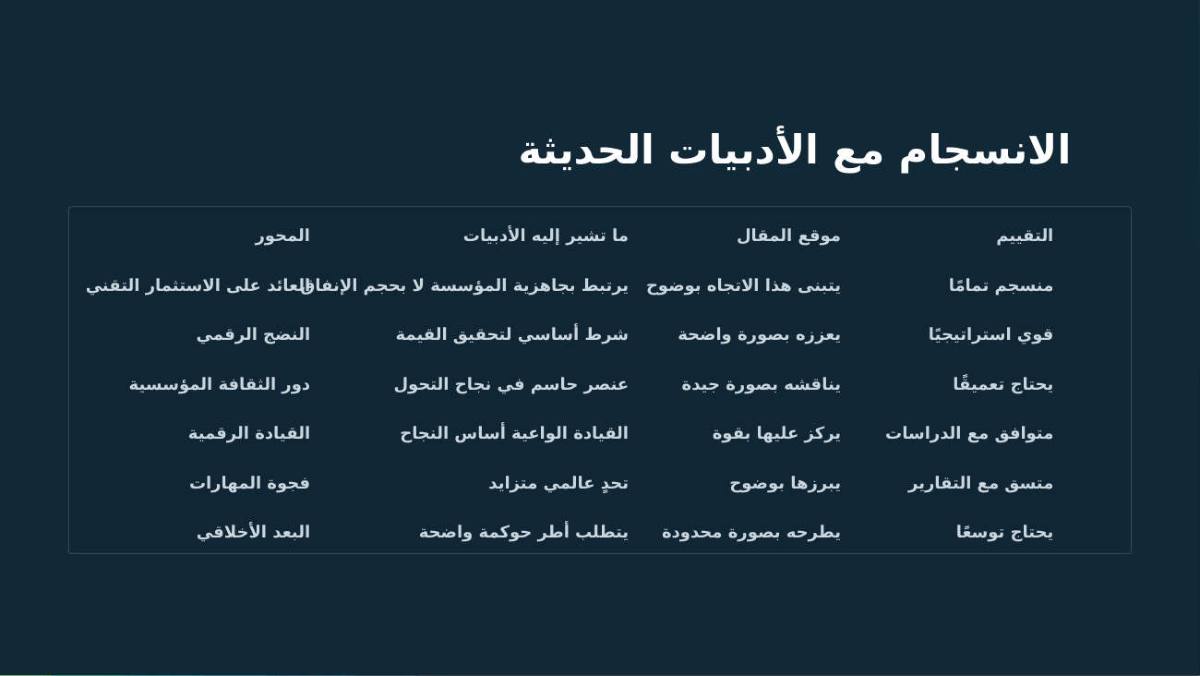 الانسجام مع الأدبيات الحديثة
التقييم موقع المقال ما تشير إليه الأدبيات المحور
منسجم تمامًا يتبنى هذا الاتجاه بوضوح يرتبط بجاهزية المؤسسة لا بحجم الإنفاق العائد على الاستثمار التقني
قوي استراتيجيًا يعززه بصورة واضحة شرط أساسي لتحقيق القيمة النضج الرقمي
يحتاج تعميقًا يناقشه بصورة جيدة عنصر حاسم في نجاح التحول دور الثقافة المؤسسية
متوافق مع الدراسات يركز عليها بقوة القيادة الواعية أساس النجاح القيادة الرقمية
متسق مع التقارير يبرزها بوضوح تحدٍ عالمي متزايد فجوة المهارات
يحتاج توسعًا يطرحه بصورة محدودة يتطلب أطر حوكمة واضحة البعد الأخلاقي